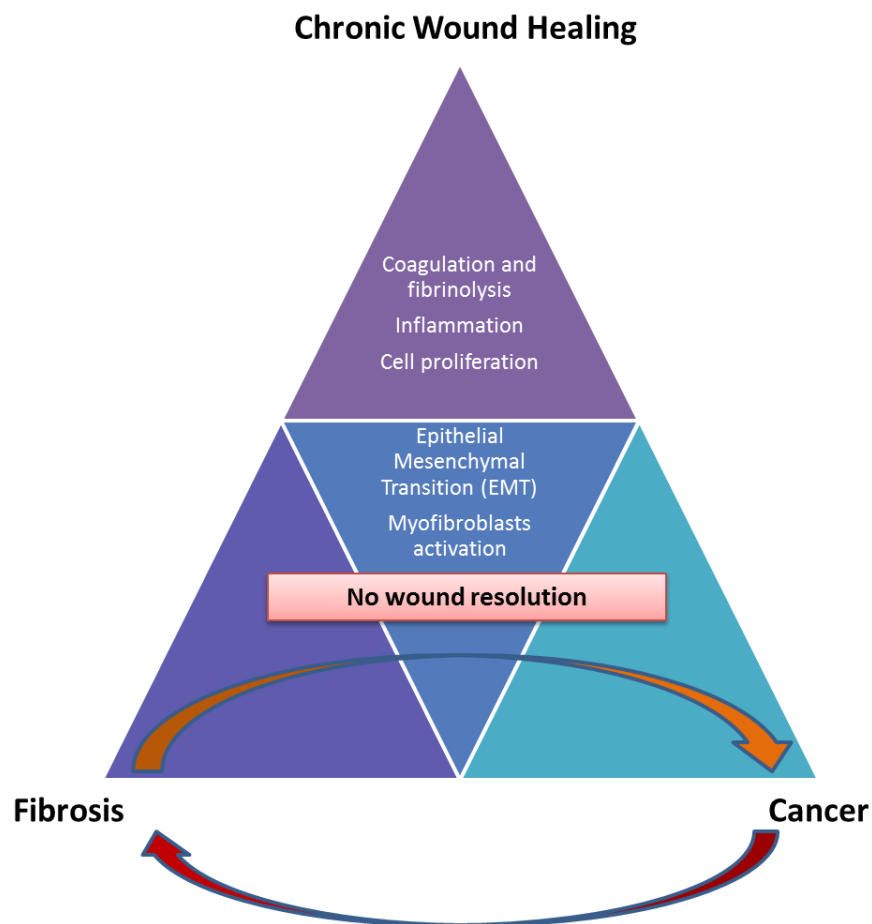 Chronic Wound Healing
Coagulation and
fibrinolysis
Inflammation
Cell proliferation
Epithelial
Mesenchymal
Transition (EMT)
Myofibroblasts
activation
No wound resolution
Fibrosis
Cancer